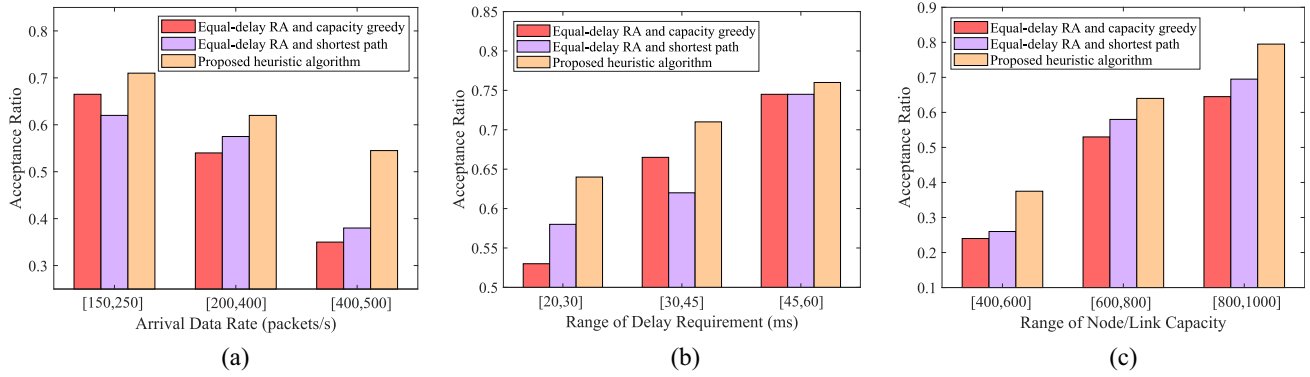 0.8
0.7
0.6
0.5
0.4
0.3
Acceptance Ratio
Equal-delay RA and capacity greedy
Equal-delay RA and shortest path
Proposed heuristic algorithm
[150,250]
[200,400]
[400,500]
Arrival Data Rate (packets/s)
(a)
0.85
0.8
0.75
0.7
0.65
0.6
0.55
0.5
Acceptance Ratio
Equal-delay RA and capacity greedy
Equal-delay RA and shortest path
Proposed heuristic algorithm
[20,30]
[30,45]
[45,60]
Range of Delay Requirement (ms)
(b)
0.9
0.8
0.7
0.6
0.5
0.4
0.3
0.2
0.1
Acceptance Ratio
Equal-delay RA and capacity greedy
Equal-delay RA and shortest path
Proposed heuristic algorithm
[400,600]
[600,800]
[800,1000]
Range of Node/Link Capacity
(c)